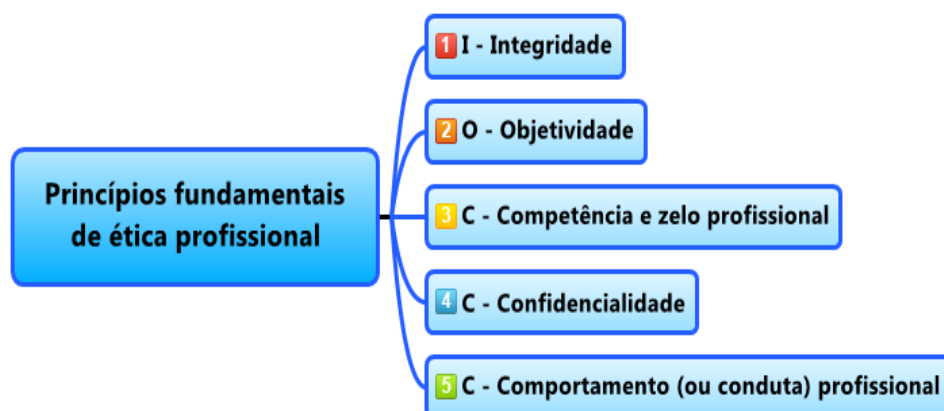 Princípios fundamentais
de ética profissional
1 I - Integridade
2 O - Objetividade
3 C - Competência e zelo profissional
4 C - Confidencialidade
5 C - Comportamento (ou conduta) profissional